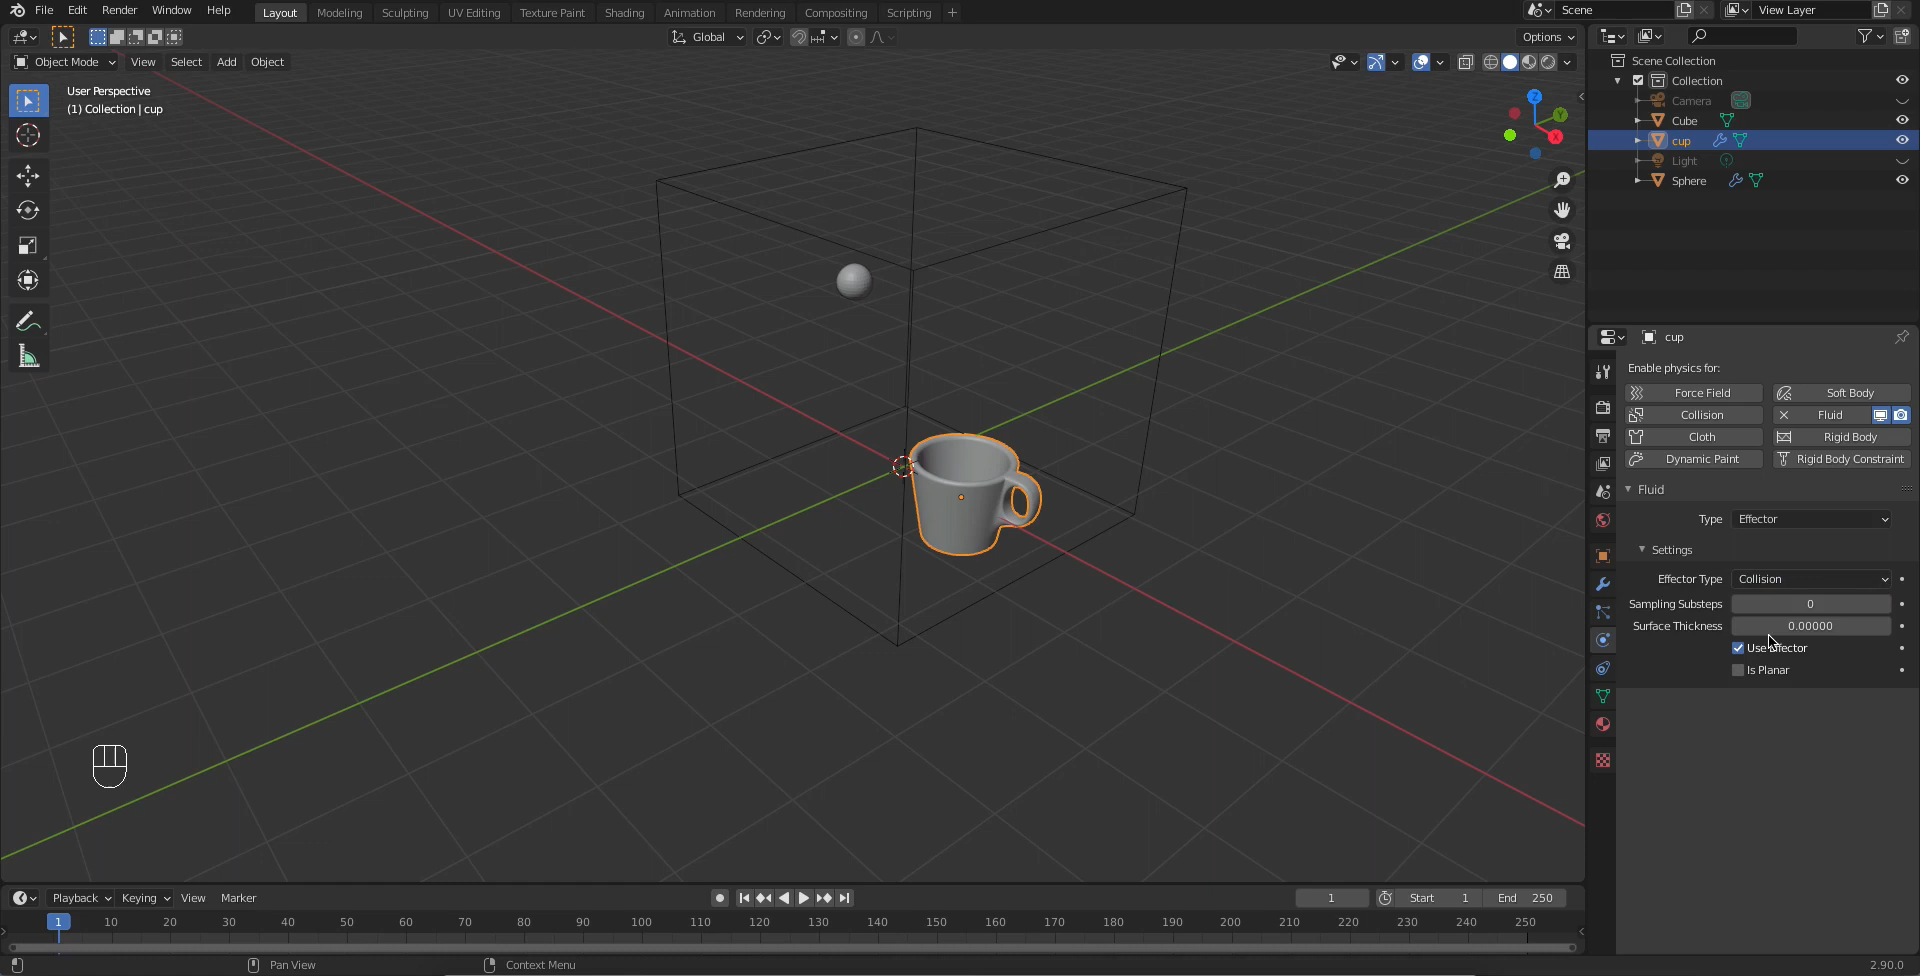 File Edit Render Window Help Layout Modeling Sculpting UV Editing Texture Paint Shading Animation Rendering Compositing Scripting + Scene View Layer
Global Options
Object Mode View Select Add Object
User Perspective
(1) Collection | cup
Z
Y
X
Scene Collection
Collection
Camera
Cube
cup
Light
Sphere
cup
Enable physics for:
Force Field Soft Body
Collision Fluid
Cloth Rigid Body
Dynamic Paint Rigid Body Constraint
Fluid
Type Effector
Settings
Effector Type Collision
Sampling Substeps 0
Surface Thickness 0.00000
Use Effector
Is Planar
Playback Keying View Marker 1 Start 1 End 250
1 10 20 30 40 50 60 70 80 90 100 110 120 130 140 150 160 170 180 190 200 210 220 230 240 250
Pan View Context Menu 2.90.0